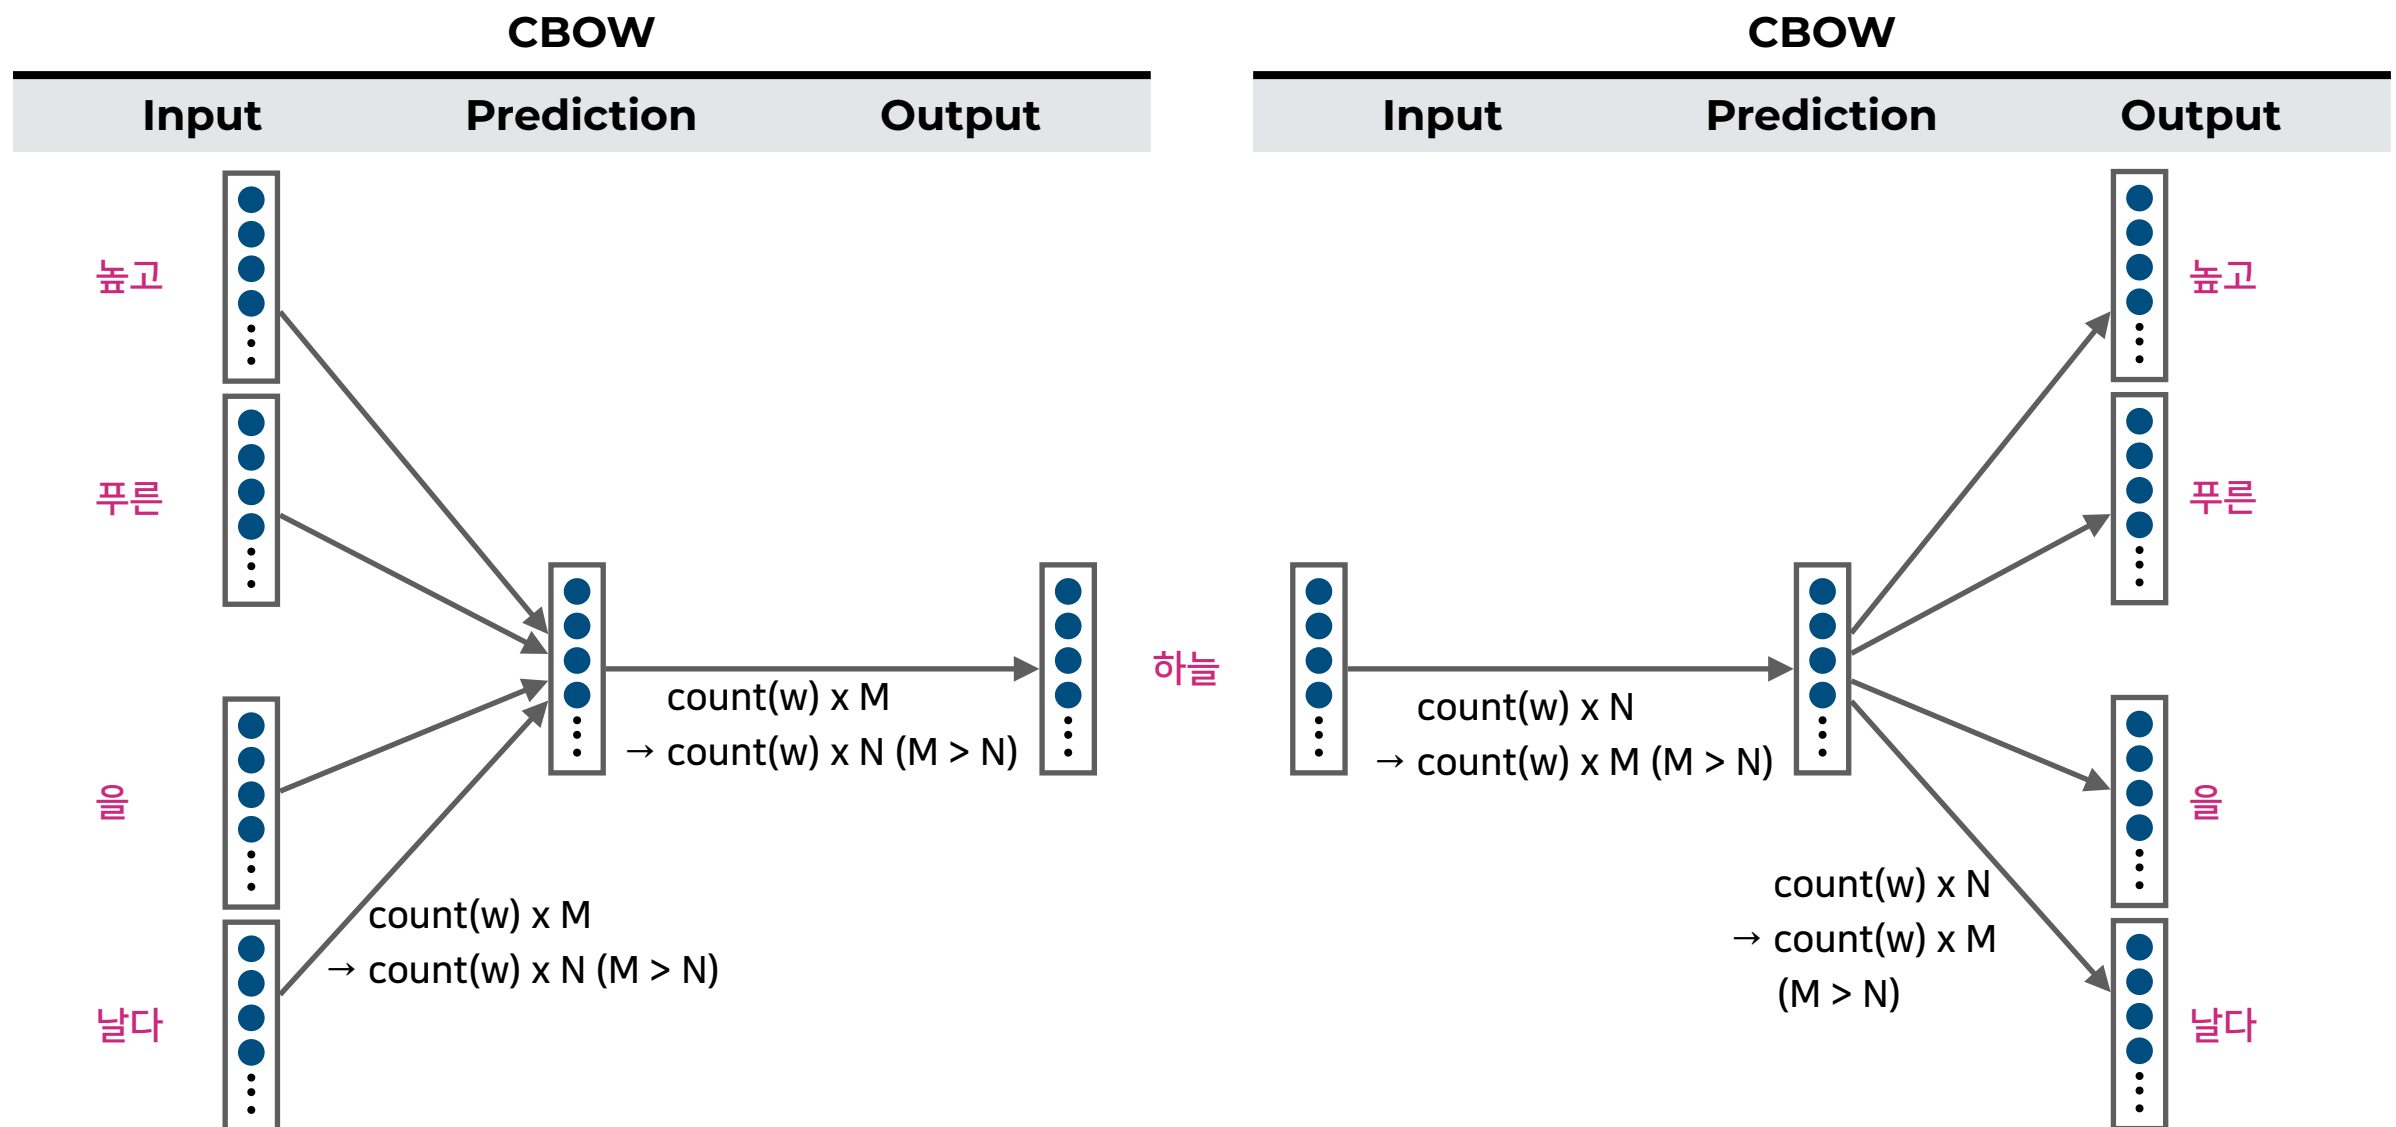 CBOW
Input Prediction Output
높고
푸른
을
날다
count(w) x M
→ count(w) x N (M > N)
count(w) x M
→ count(w) x N (M > N)
하늘
CBOW
Input Prediction Output
count(w) x N
→ count(w) x M (M > N)
count(w) x N
→ count(w) x M
(M > N)
높고
푸른
을
날다